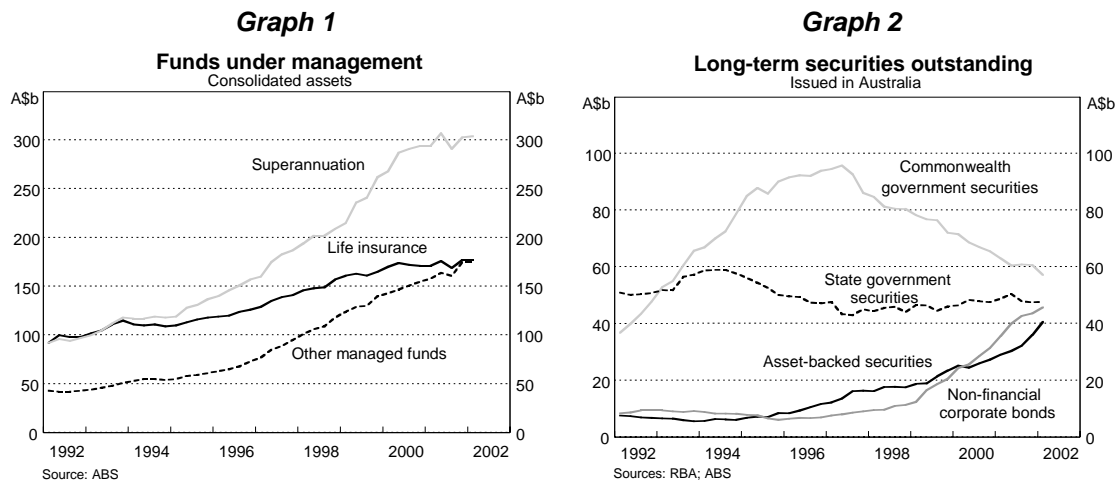 Graph 1
Funds under management
Consolidated assets
A$b
A$b
300
300
250
250
200
200
150
150
100
100
50
50
0
0
Superannuation
Life insurance
Other managed funds
1992
1994
1996
1998
2000
2002
Source: ABS
Graph 2
Long-term securities outstanding
Issued in Australia
A$b
A$b
100
100
80
80
60
60
40
40
20
20
0
0
Commonwealth
government securities
State government
securities
Asset-backed securities
Non-financial
corporate bonds
1992
1994
1996
1998
2000
2002
Sources: RBA; ABS